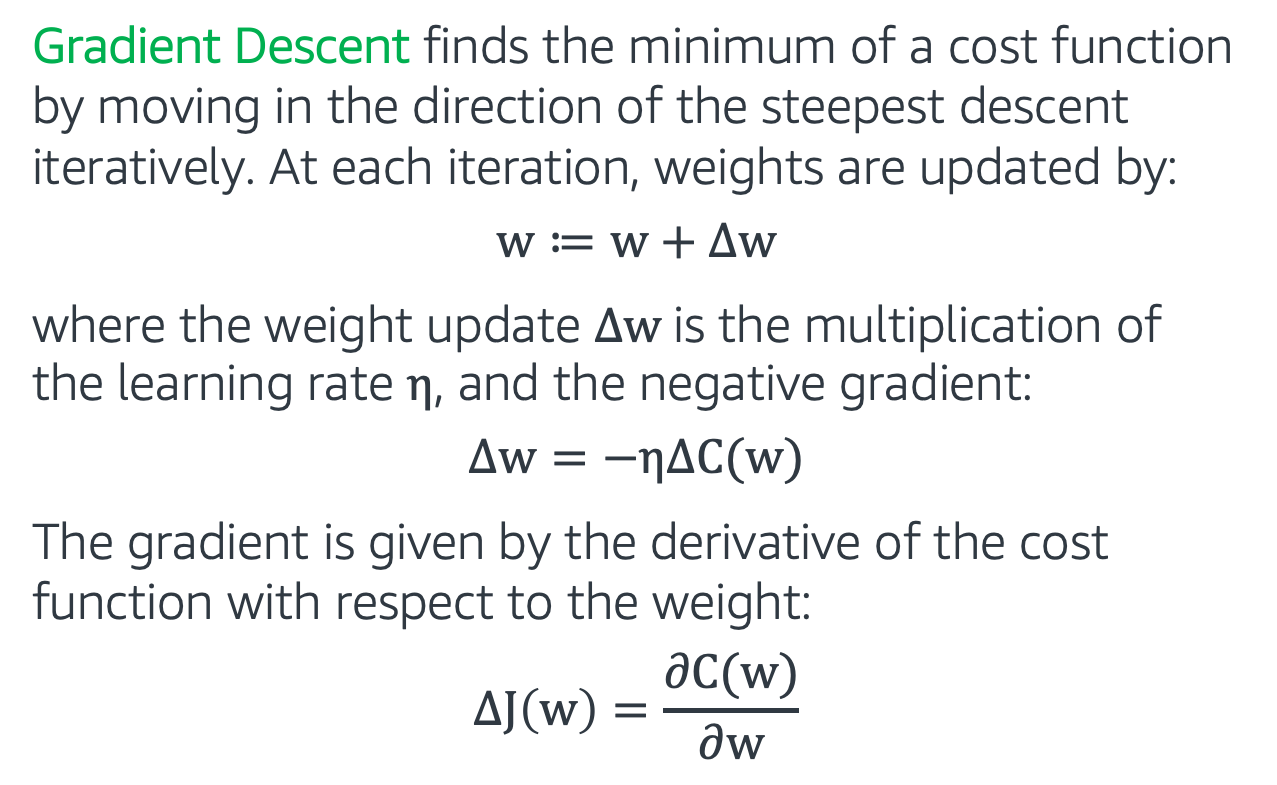 Gradient Descent finds the minimum of a cost function
by moving in the direction of the steepest descent
iteratively. At each iteration, weights are updated by:
w ≔ w + Δw
where the weight update Δw is the multiplication of
the learning rate η, and the negative gradient:
Δw = −ηΔC(w)
The gradient is given by the derivative of the cost
function with respect to the weight:
ΔJ(w) = ∂C(w)/∂w